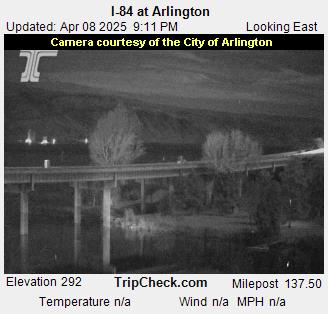 I-84 at Arlington
Updated: Apr 08 2025 9:11 PM Looking East
Camera courtesy of the City of Arlington
Elevation 292 TripCheck.com Milepost 137.50
Temperature n/a Wind n/a MPH n/a